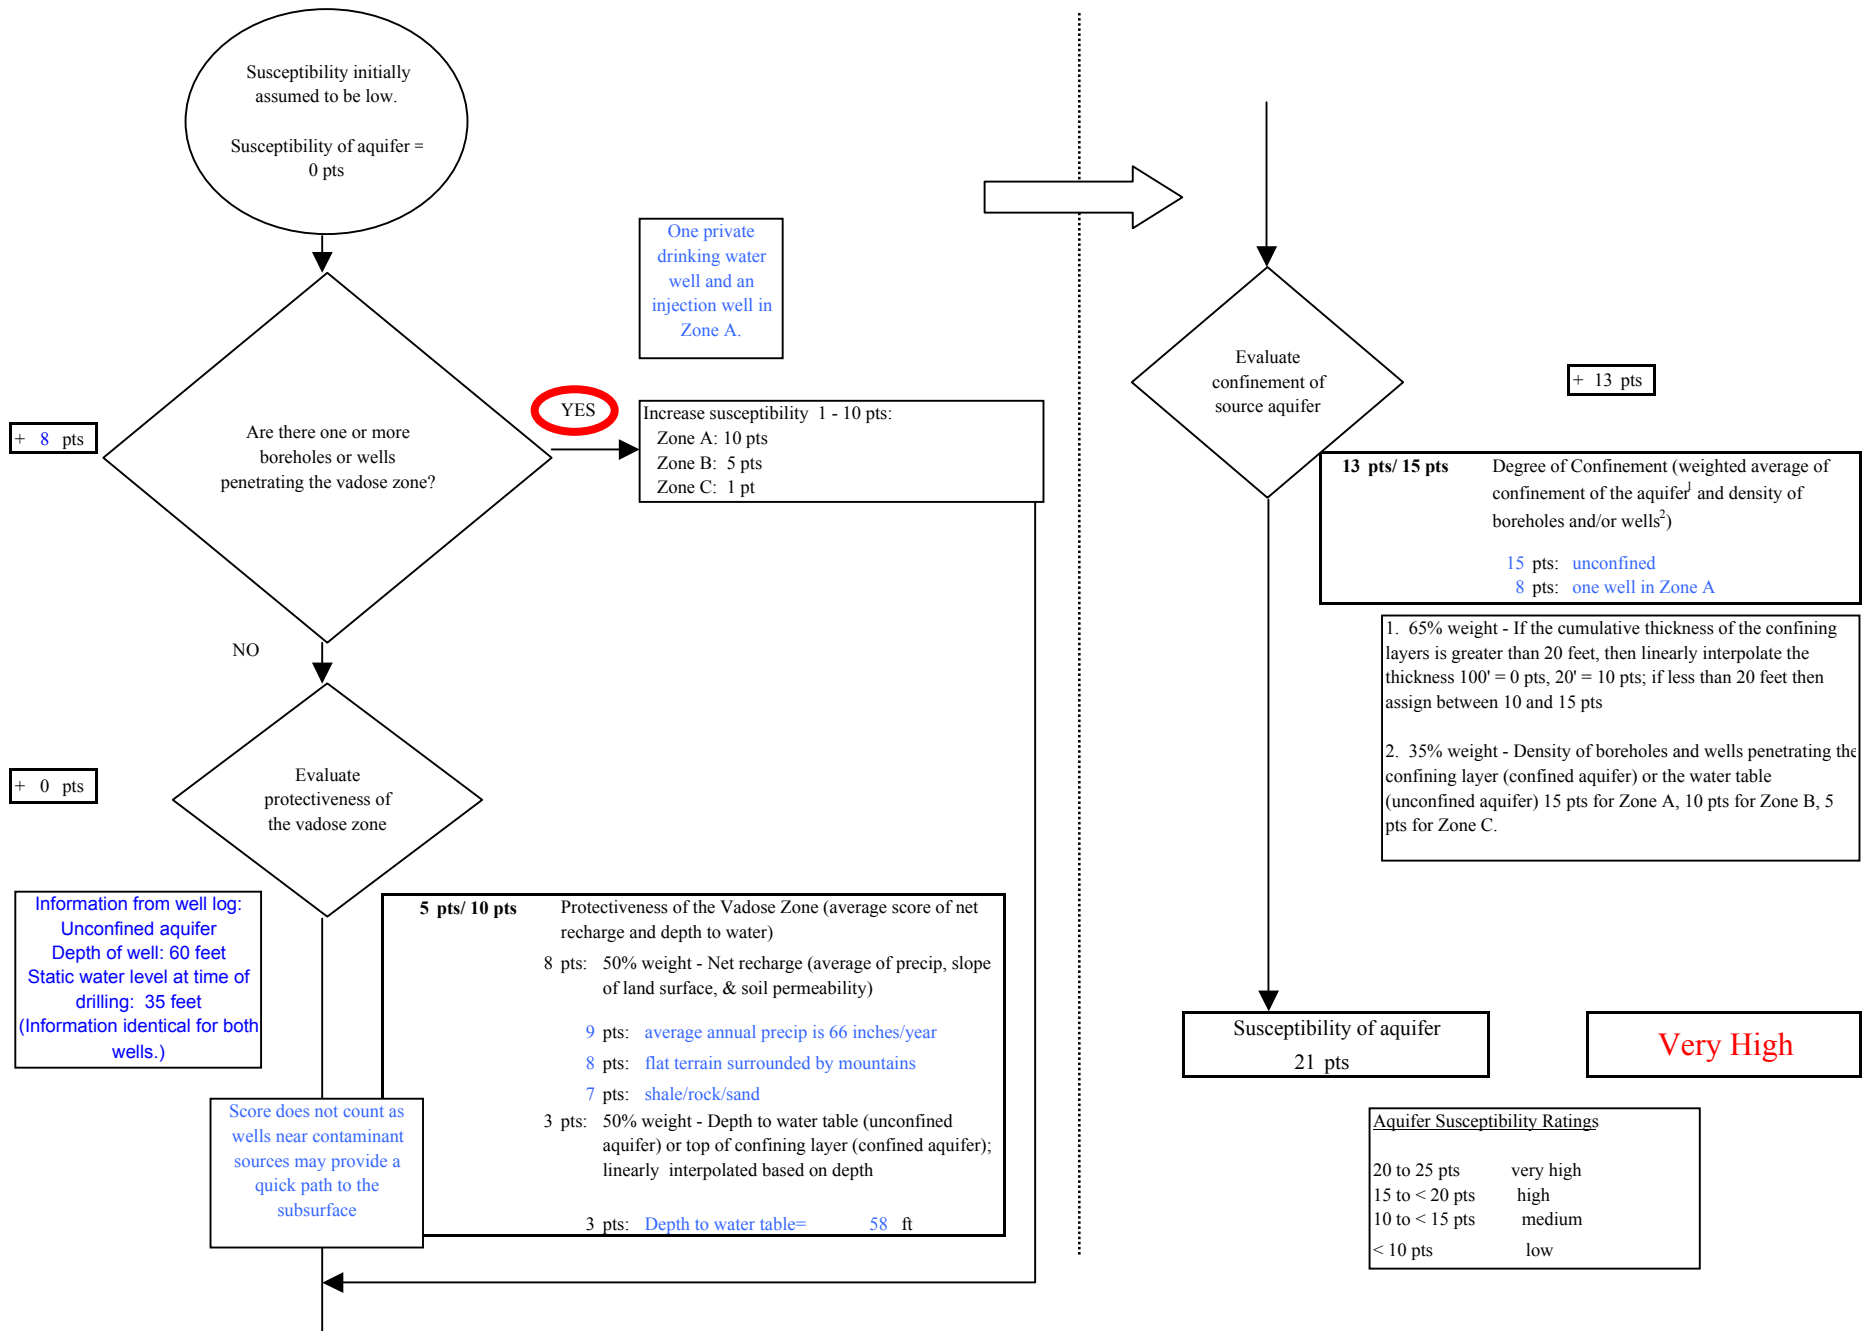 Susceptibility initially
assumed to be low.
Susceptibility of aquifer =
0 pts
One private
drinking water
well and an
injection well in
Zone A.
+ 8 pts
Are there one or more
boreholes or wells
penetrating the vadose zone?
YES
Increase susceptibility 1 - 10 pts:
Zone A: 10 pts
Zone B: 5 pts
Zone C: 1 pt
NO
+ 0 pts
Evaluate
protectiveness of
the vadose zone
Information from well log:
Unconfined aquifer
Depth of well: 60 feet
Static water level at time of
drilling: 35 feet
(Information identical for both
wells.)
5 pts/ 10 pts Protectiveness of the Vadose Zone (average score of net
recharge and depth to water)
8 pts: 50% weight - Net recharge (average of precip, slope
of land surface, & soil permeability)
9 pts: average annual precip is 66 inches/year
8 pts: flat terrain surrounded by mountains
7 pts: shale/rock/sand
3 pts: 50% weight - Depth to water table (unconfined
aquifer) or top of confining layer (confined aquifer);
linearly interpolated based on depth
3 pts: Depth to water table= 58 ft
Score does not count as
wells near contaminant
sources may provide a
quick path to the
subsurface
Evaluate
confinement of
source aquifer
+ 13 pts
13 pts/ 15 pts Degree of Confinement (weighted average of
confinement of the aquifer1 and density of
boreholes and/or wells2)
15 pts: unconfined
8 pts: one well in Zone A
1. 65% weight - If the cumulative thickness of the confining
layers is greater than 20 feet, then linearly interpolate the
thickness 100' = 0 pts, 20' = 10 pts; if less than 20 feet then
assign between 10 and 15 pts
2. 35% weight - Density of boreholes and wells penetrating the
confining layer (confined aquifer) or the water table
(unconfined aquifer) 15 pts for Zone A, 10 pts for Zone B, 5
pts for Zone C.
Susceptibility of aquifer
21 pts
Very High
Aquifer Susceptibility Ratings
20 to 25 pts very high
15 to < 20 pts high
10 to < 15 pts medium
< 10 pts low